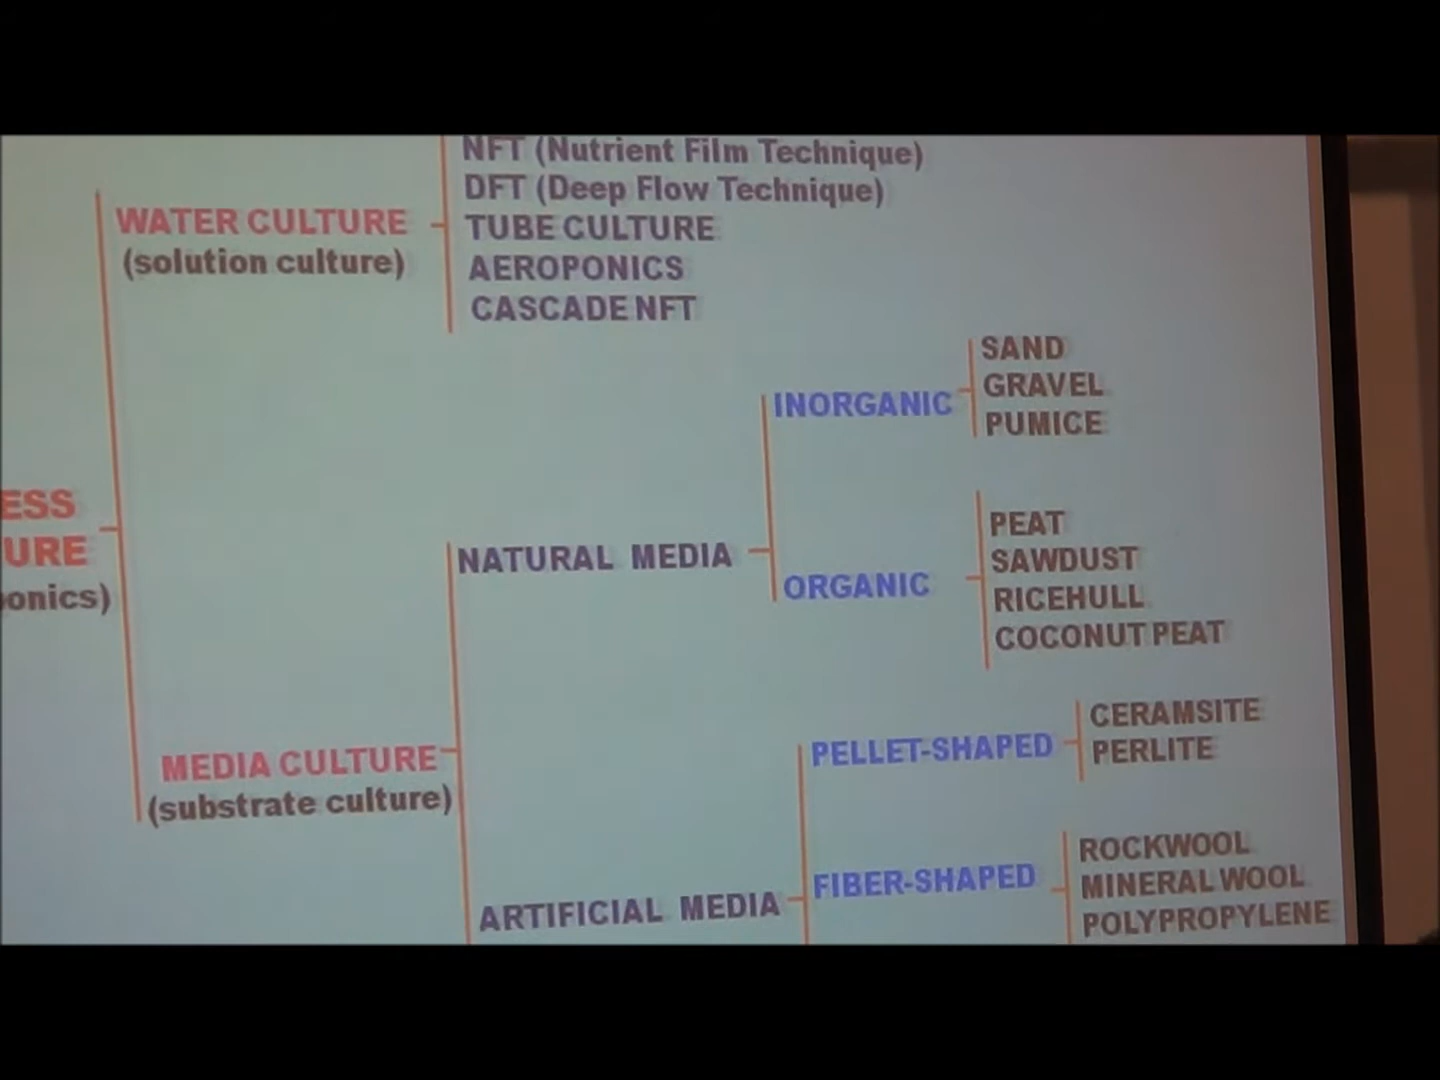 NFT (Nutrient Film Technique)
DFT (Deep Flow Technique)
WATER CULTURE
(solution culture)
TUBE CULTURE
AEROPONICS
CASCADE NFT
ESS
URE
onics)
MEDIA CULTURE
(substrate culture)
NATURAL MEDIA
INORGANIC
SAND
GRAVEL
PUMICE
ORGANIC
PEAT
SAWDUST
RICEHULL
COCONUT PEAT
ARTIFICIAL MEDIA
PELLET-SHAPED
CERAMSITE
PERLITE
FIBER-SHAPED
ROCKWOOL
MINERAL WOOL
POLYPROPYLENE